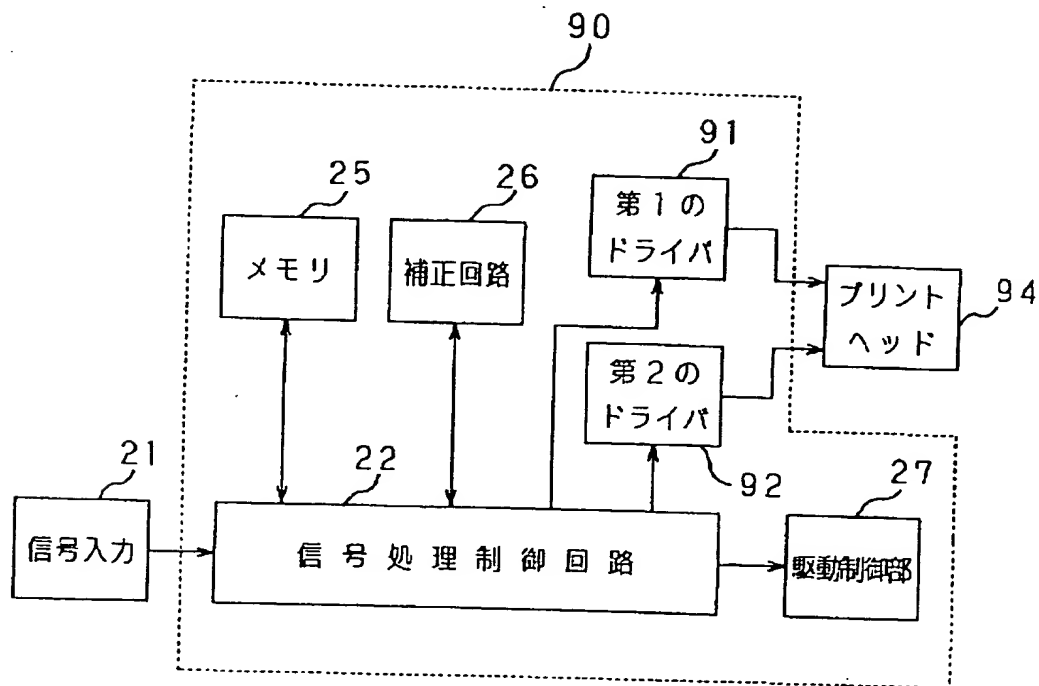 90
91
25
26
第1の
ドライバ
メモリ
補正回路
プリント
ヘッド
94
第2の
ドライバ
21
22
92
27
信号入力
信号処理制御回路
駆動制御部